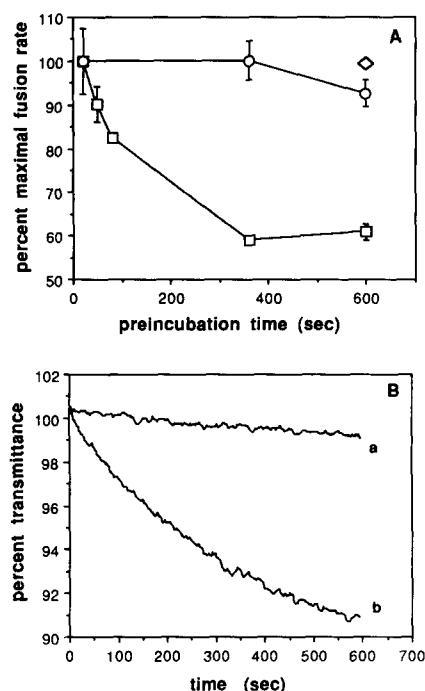 A
110
100
90
80
70
60
50
percent maximal fusion rate
0 200 400 600
preincubation time (sec)
B
102
100
98
96
94
92
90
percent transmittance
a
b
0 100 200 300 400 500 600 700
time (sec)